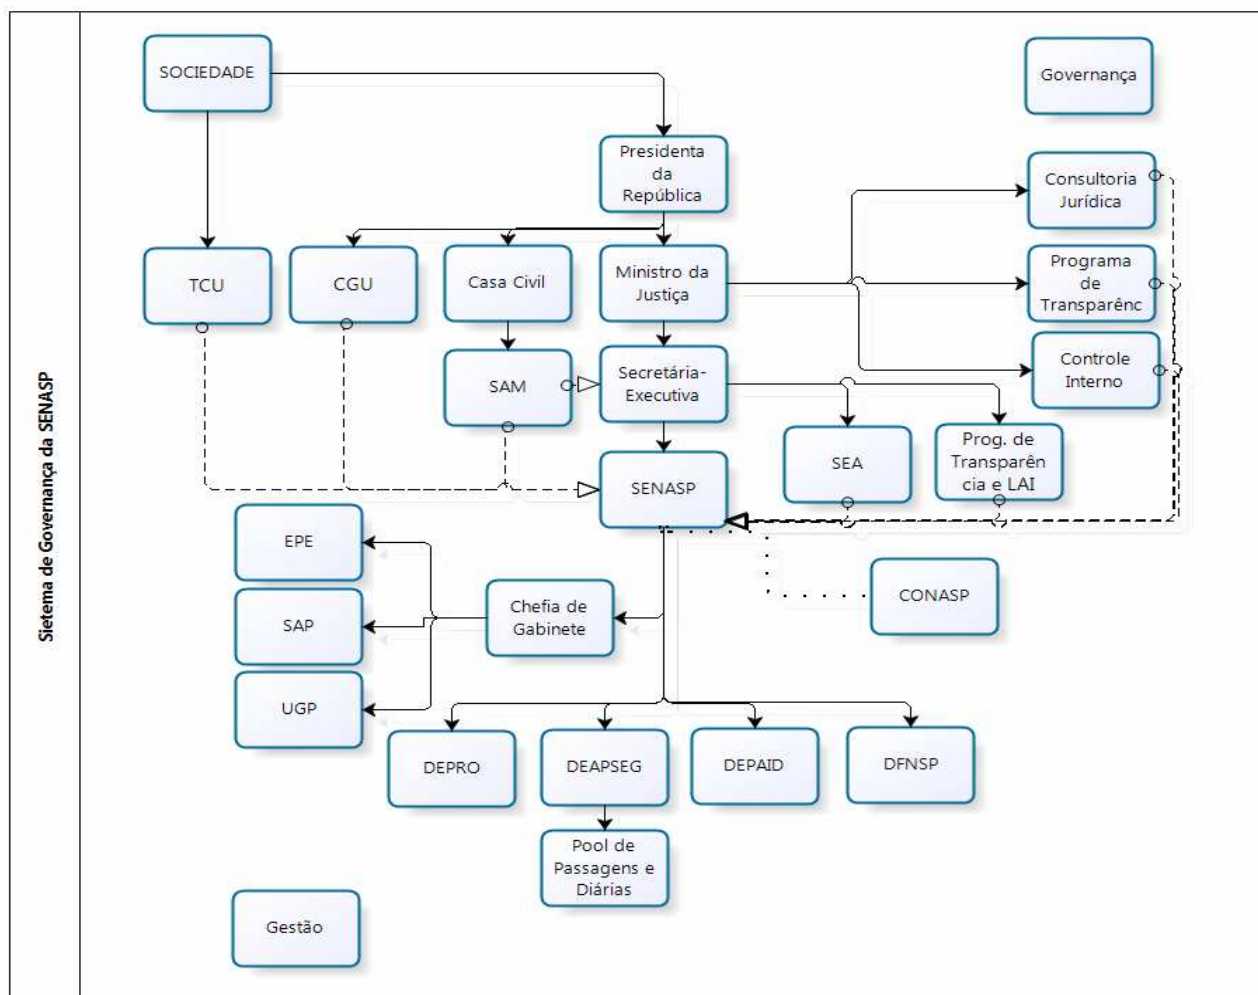 Sietema de Governança da SENASP
SOCIEDADE
Governança
Presidenta
da
República
Consultoria
Jurídica
TCU
CGU
Casa Civil
Ministro da
Justiça
Programa
de
Transparênc
SAM
Secretária-
Executiva
Controle
Interno
SENASP
SEA
Prog. de
Transparên
cia e LAI
EPE
SAP
UGP
Chefia de
Gabinete
CONASP
DEPRO
DEAPSEG
DEPAID
DFNSP
Pool de
Passagens e
Diárias
Gestão